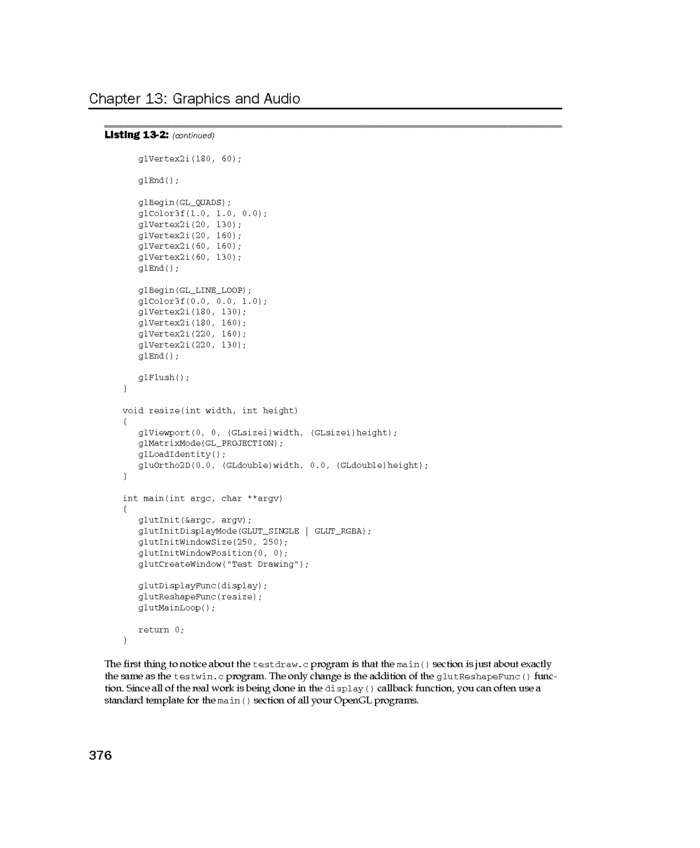 Chapter 13: Graphics and Audio
Listing 13-2: (continued)
glVertex2i(180, 60);
glEnd();
glBegin(GL_QUADS);
glColor3f(1.0, 1.0, 0.0);
glVertex2i(20, 130);
glVertex2i(20, 160);
glVertex2i(60, 160);
glVertex2i(60, 130);
glEnd();
glBegin(GL_LINE_LOOP);
glColor3f(0.0, 0.0, 1.0);
glVertex2i(180, 130);
glVertex2i(180, 160);
glVertex2i(220, 160);
glVertex2i(220, 130);
glEnd();
glFlush();
}
void resize(int width, int height)
{
glViewport(0, 0, (GLsizei)width, (GLsizei)height);
glMatrixMode(GL_PROJECTION);
glLoadIdentity();
gluOrtho2D(0.0, (GLdouble)width, 0.0, (GLdouble)height);
}
int main(int argc, char **argv)
{
glutInit(&argc, argv);
glutInitDisplayMode(GLUT_SINGLE | GLUT_RGBA);
glutInitWindowSize(250, 250);
glutInitWindowPosition(0, 0);
glutCreateWindow("Test Drawing");
glutDisplayFunc(display);
glutReshapeFunc(resize);
glutMainLoop();
return 0;
}
The first thing to notice about the testdraw.c program is that the main() section is just about exactly
the same as the testwin.c program. The only change is the addition of the glutReshapeFunc() func-
tion. Since all of the real work is being done in the display() callback function, you can often use a
standard template for the main() section of all your OpenGL programs.
376